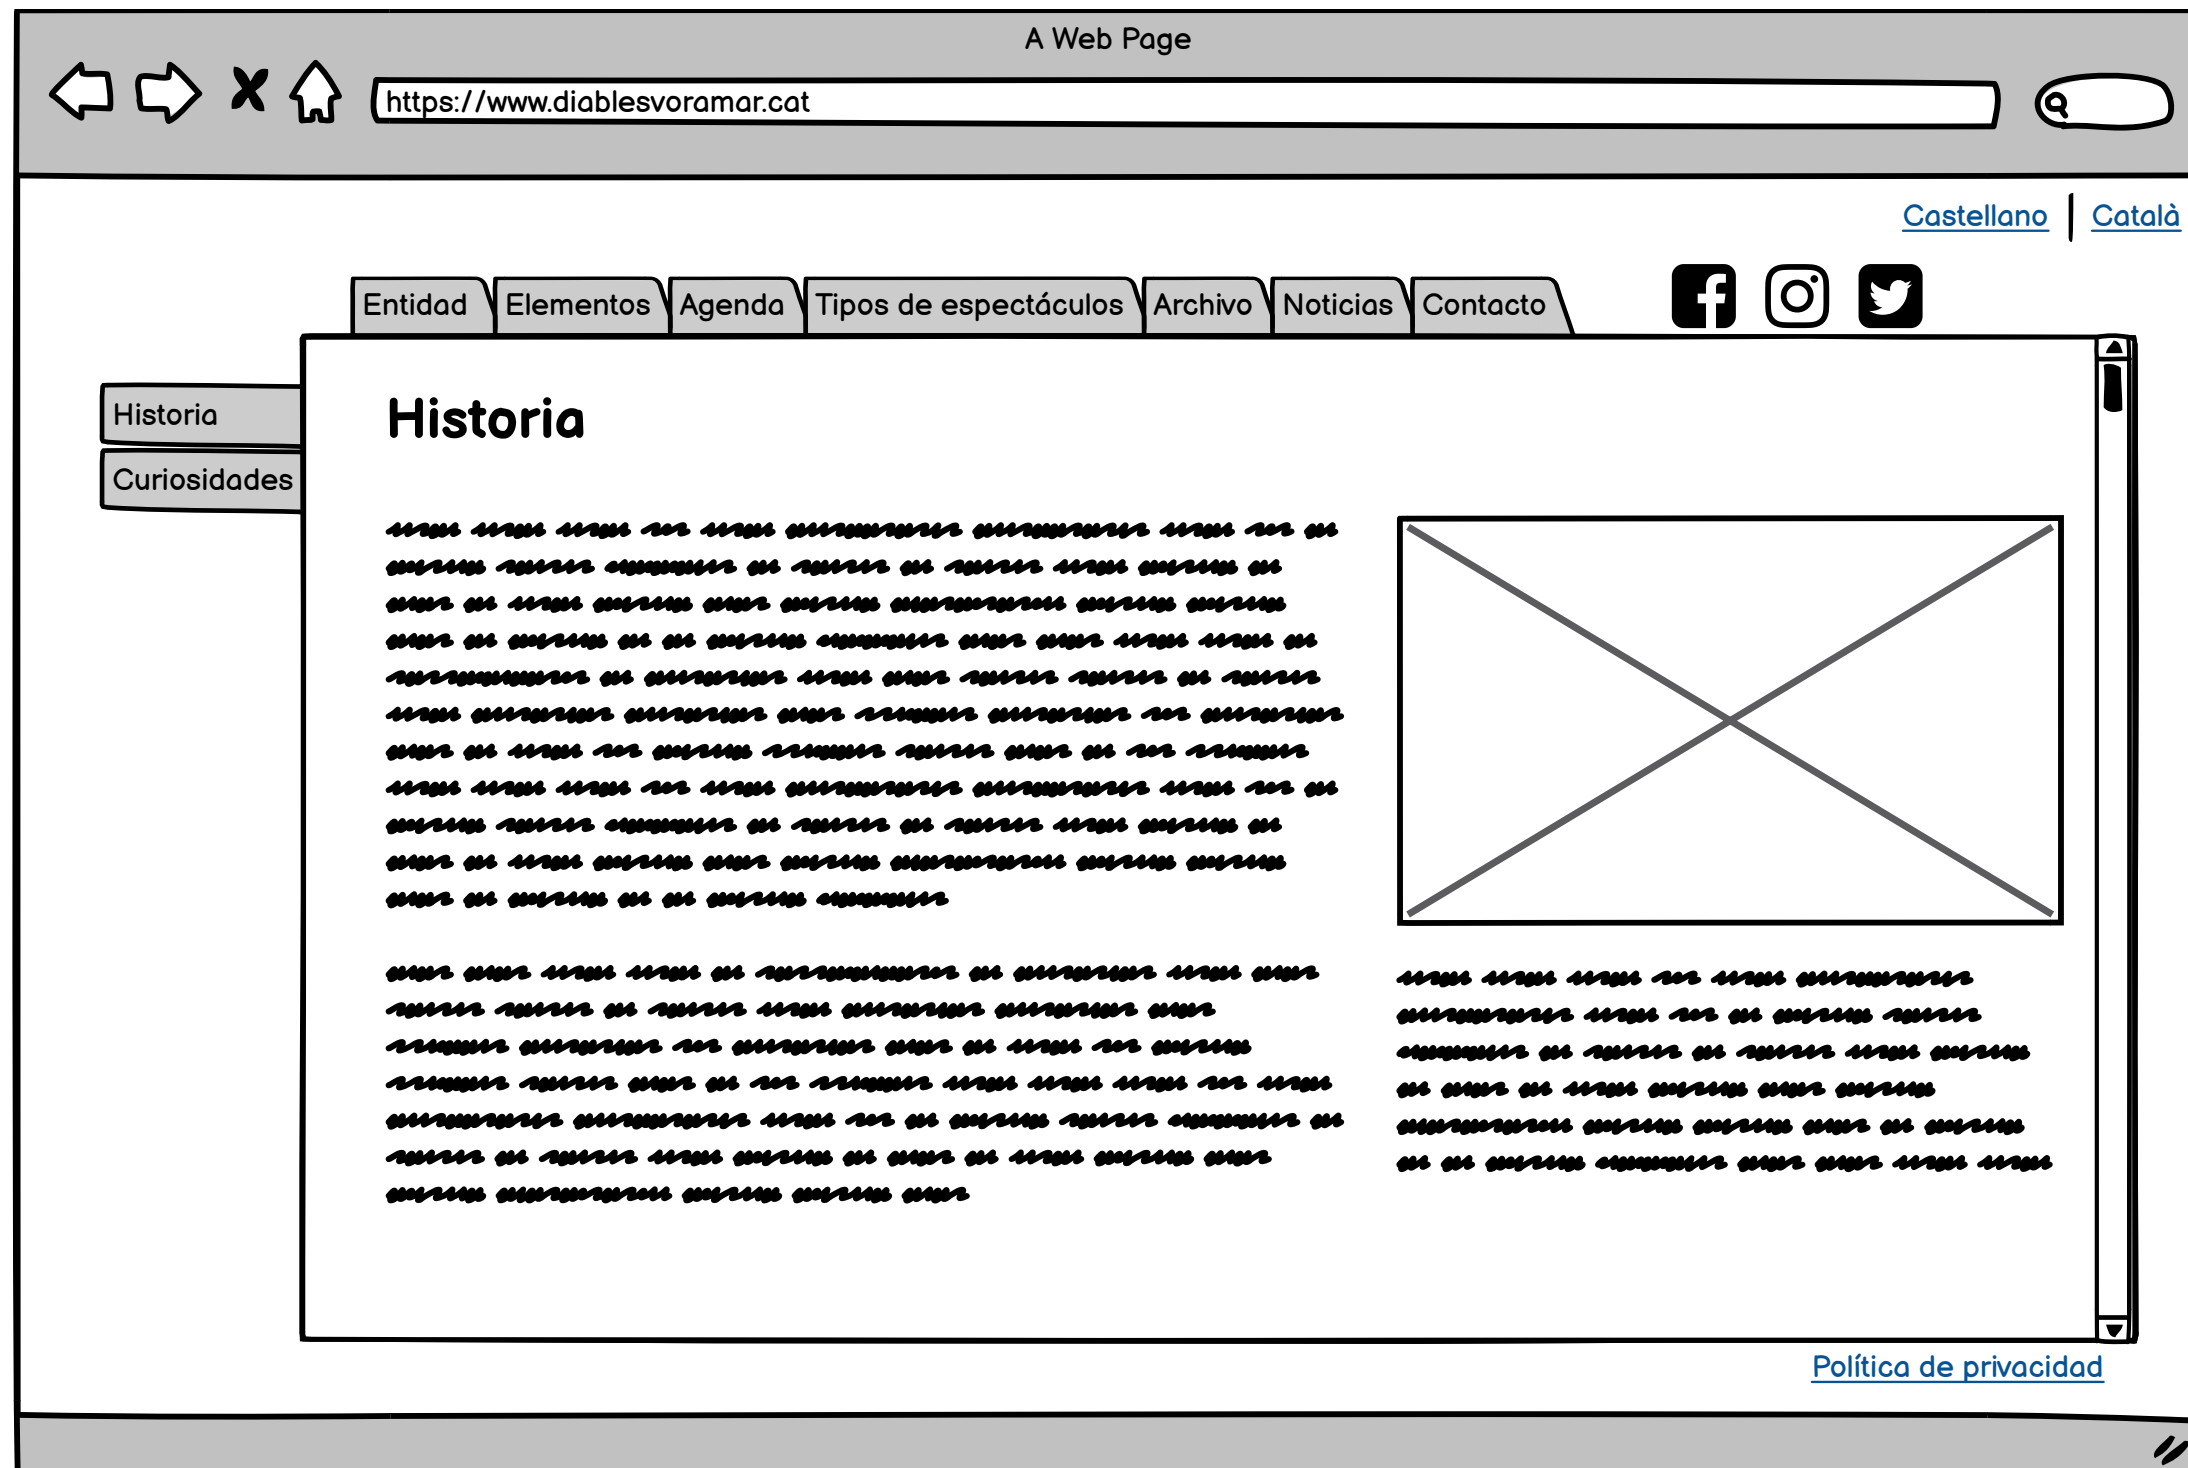 A Web Page
https://www.diablesvoramar.cat
Castellano | Català
Entidad Elementos Agenda Tipos de espectáculos Archivo Noticias Contacto
Historia
Curiosidades
Historia
Política de privacidad